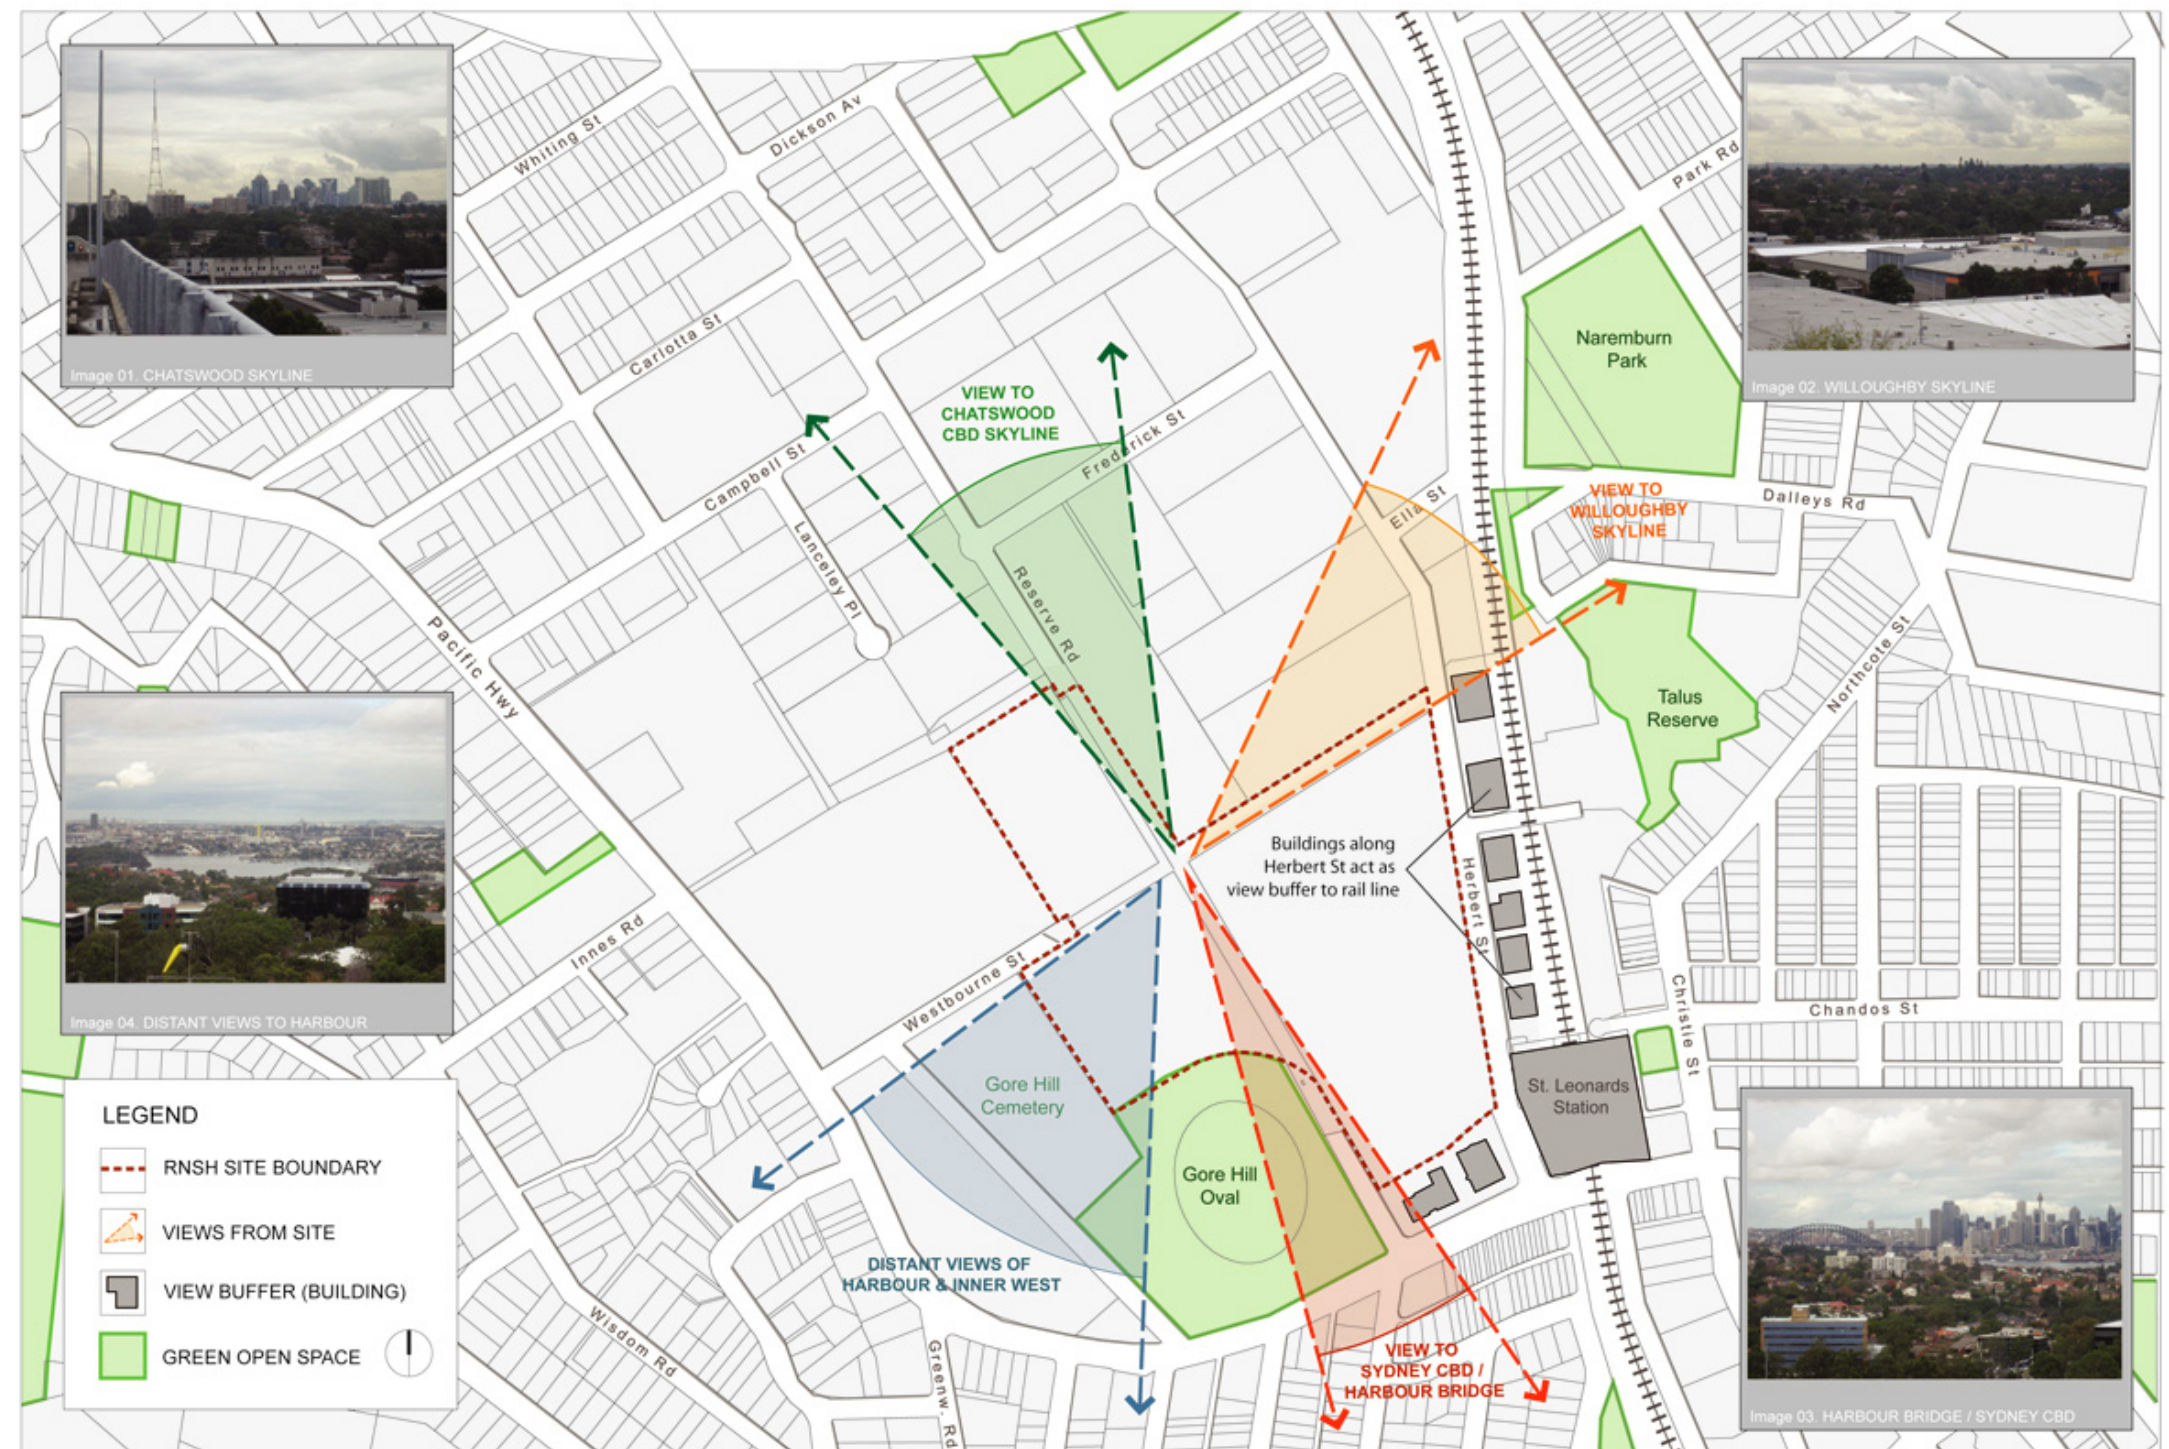 Whiting St
Dickson Av
Park Rd
Image 01. CHATSWOOD SKYLINE
Image 02. WILLOUGHBY SKYLINE
Carlotta St
Naremburn
Park
VIEW TO
CHATSWOOD
CBD SKYLINE
Frederick St
Campbell St
Ella St
VIEW TO
WILLOUGHBY
SKYLINE
Dalleys Rd
Lanceley Pl
Reserve Rd
Pacific Hwy
Northcote St
Talus
Reserve
Buildings along
Herbert St act as
view buffer to rail line
Herbert St
Innes Rd
Westbourne St
Image 04. DISTANT VIEWS TO HARBOUR
Christie St
Chandos St
Gore Hill
Cemetery
St. Leonards
Station
Gore Hill
Oval
LEGEND
RNSH SITE BOUNDARY
VIEWS FROM SITE
VIEW BUFFER (BUILDING)
GREEN OPEN SPACE
DISTANT VIEWS OF
HARBOUR & INNER WEST
Wisdom Rd
Greenw. Rd
VIEW TO
SYDNEY CBD /
HARBOUR BRIDGE
Image 03. HARBOUR BRIDGE / SYDNEY CBD